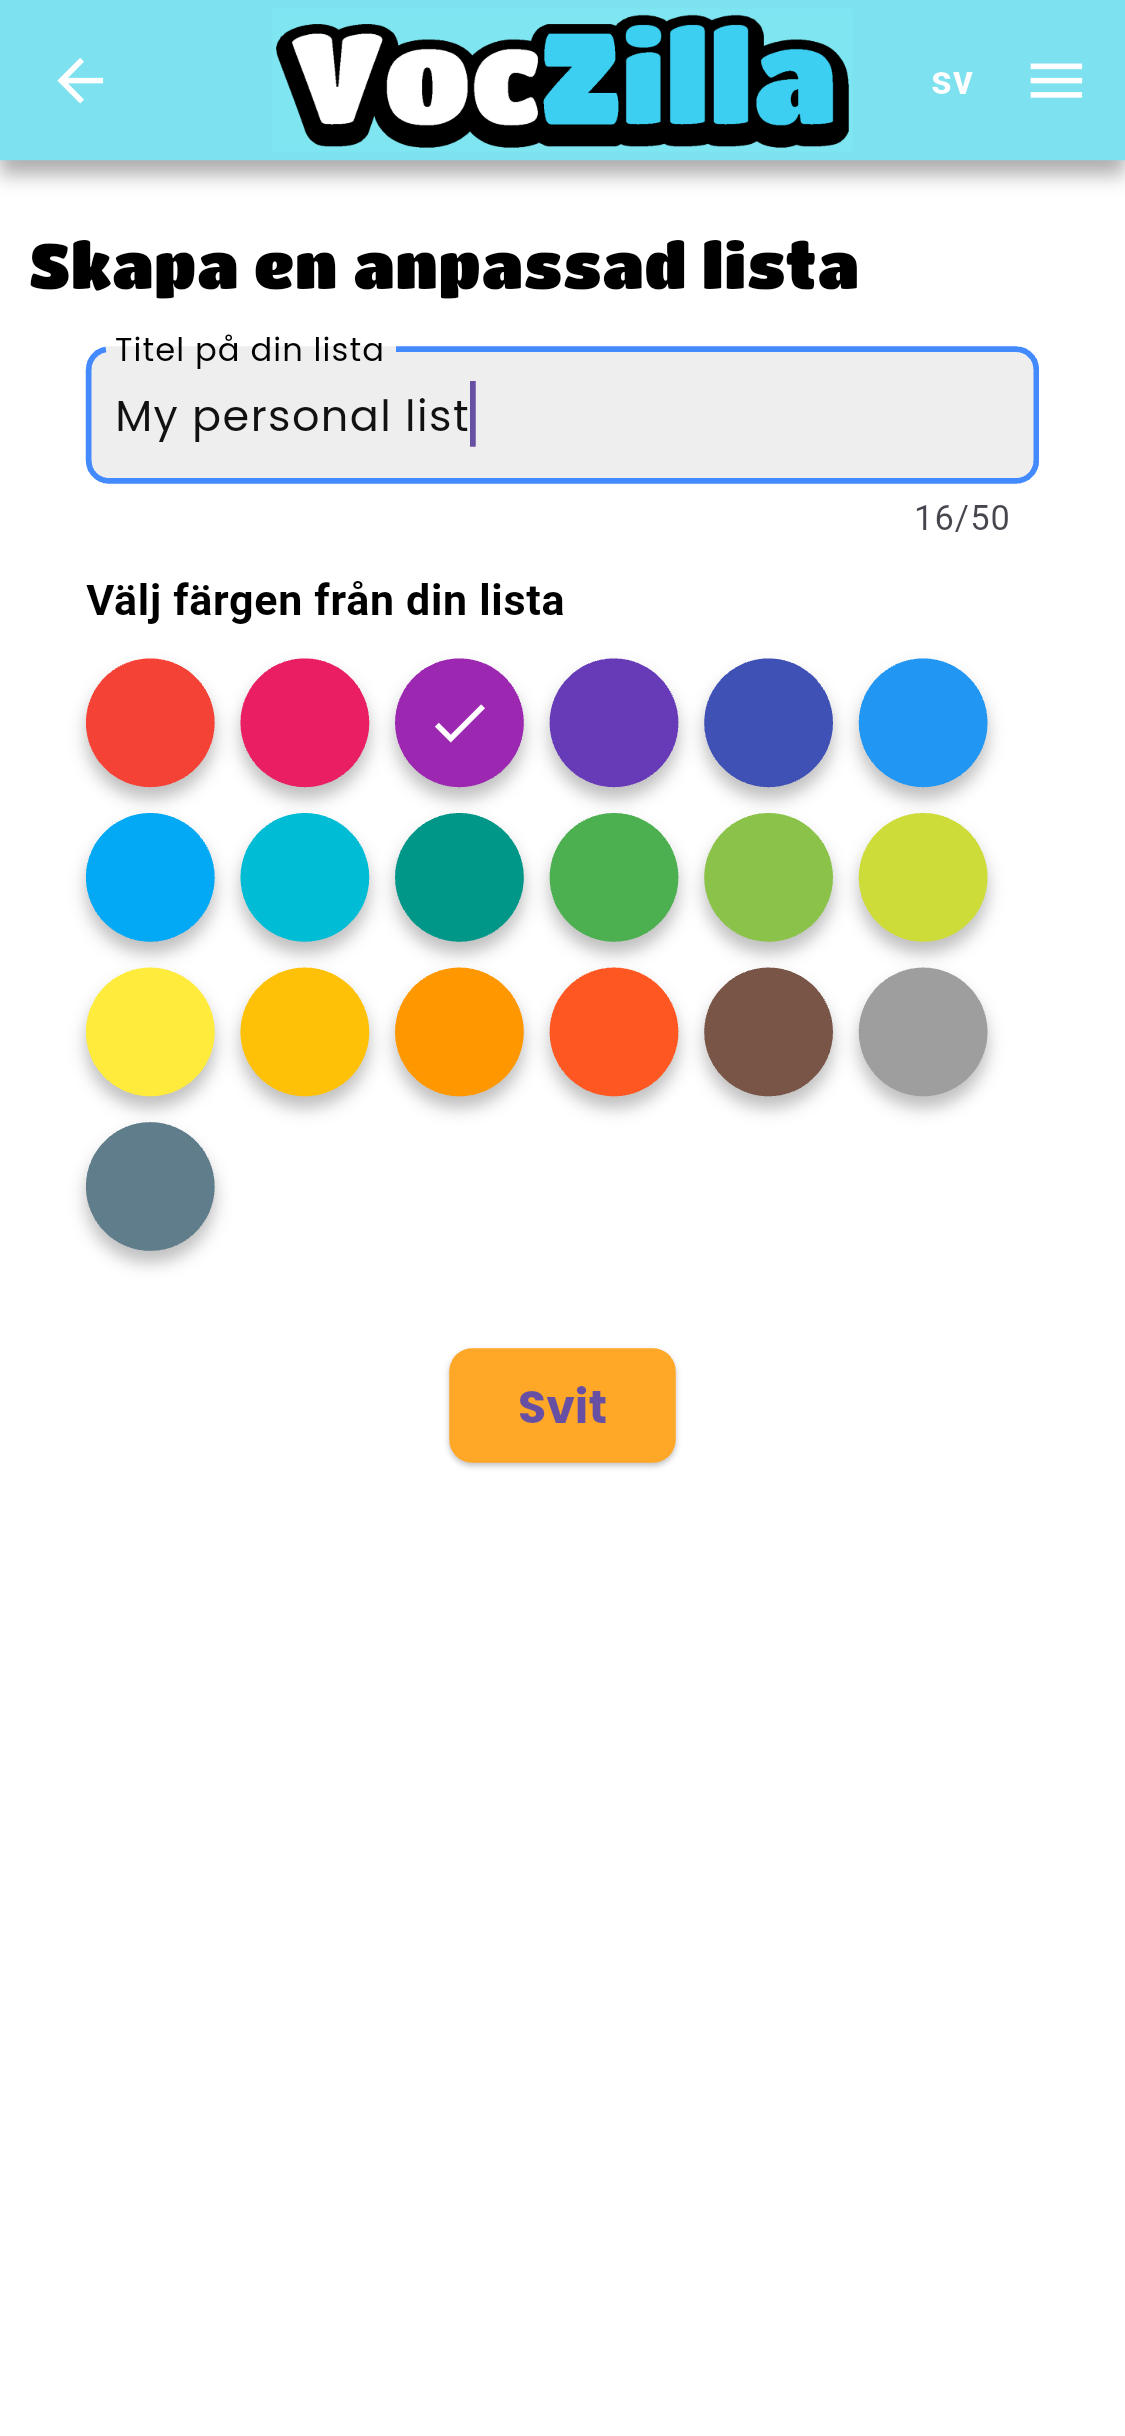 VocZilla
sv
Skapa en anpassad lista
Titel på din lista
My personal list
16/50
Välj färgen från din lista
Svit